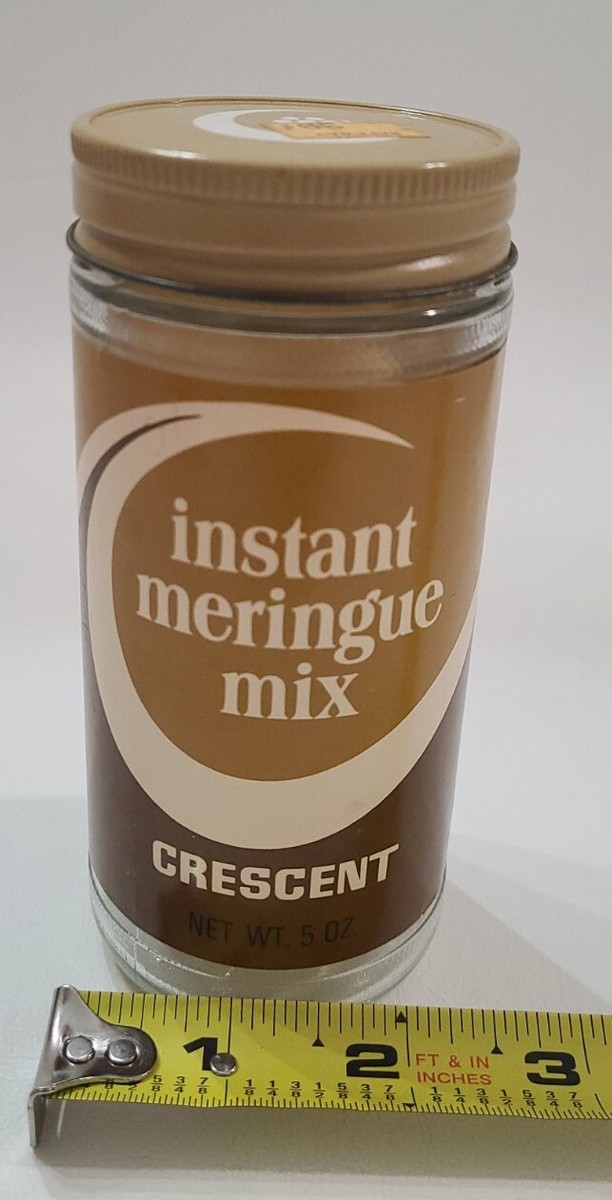 instant
meringue
mix
CRESCENT
NET WT. 5 OZ
1 2 FT & IN 3
INCHES